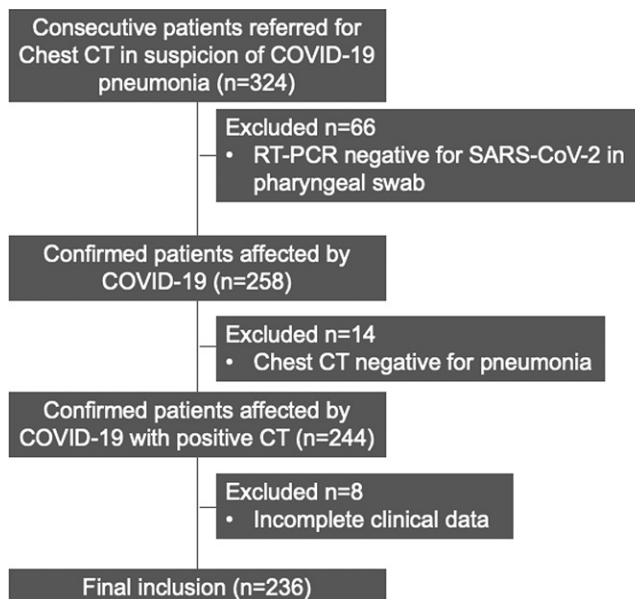 Consecutive patients referred for
Chest CT in suspicion of COVID-19
pneumonia (n=324)
Excluded n=66
• RT-PCR negative for SARS-CoV-2 in
pharyngeal swab
Confirmed patients affected by
COVID-19 (n=258)
Excluded n=14
• Chest CT negative for pneumonia
Confirmed patients affected by
COVID-19 with positive CT (n=244)
Excluded n=8
• Incomplete clinical data
Final inclusion (n=236)